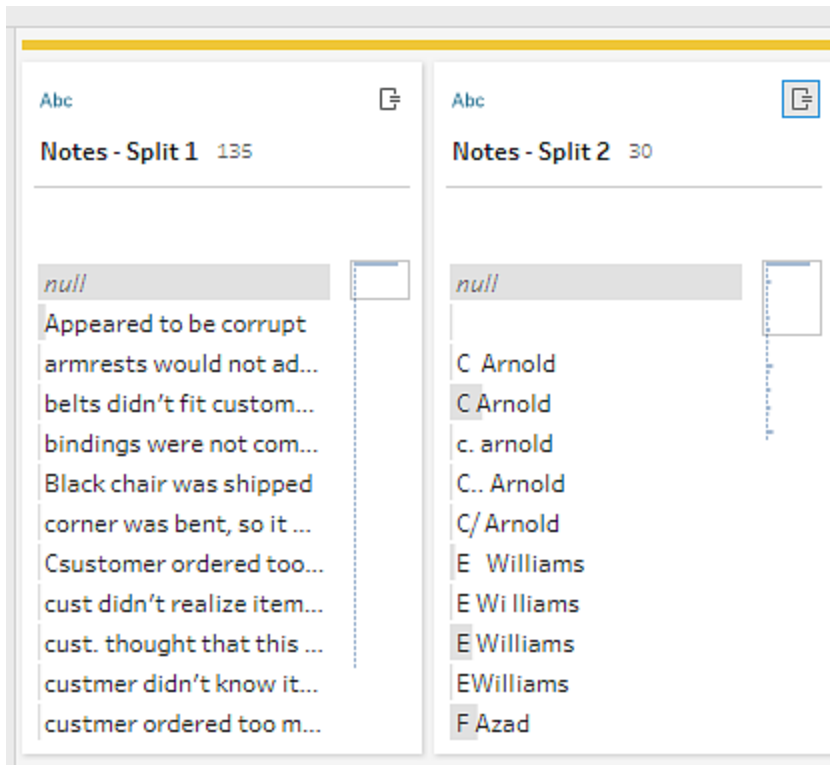 Abc
Notes - Split 1 135
null
Appeared to be corrupt
armrests would not ad...
belts didn't fit custom...
bindings were not com...
Black chair was shipped
corner was bent, so it ...
Csustomer ordered too...
cust didn't realize item...
cust. thought that this ...
custmer didn't know it...
custmer ordered too m...
Abc
Notes - Split 2 30
null
C  Arnold
C Arnold
c. arnold
C.. Arnold
C/ Arnold
E   Williams
E Wi lliams
E Williams
EWilliams
F Azad